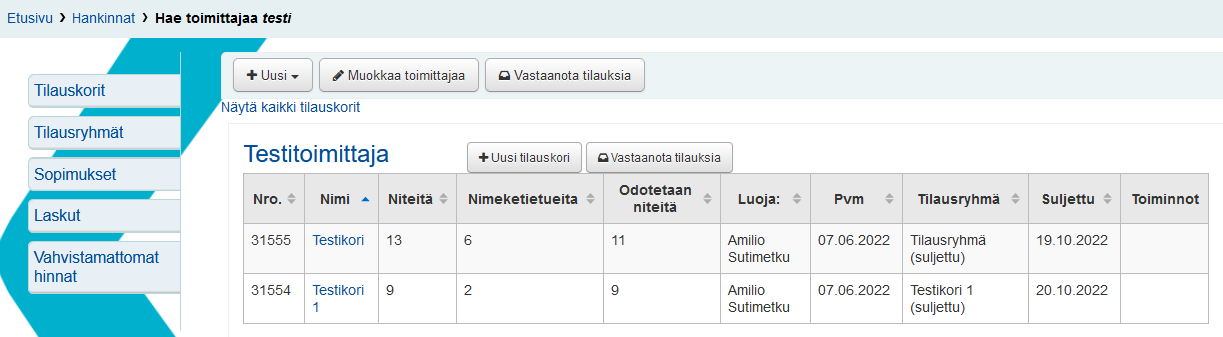 Etusivu › Hankinnat › Hae toimittajaa testi
Tilauskorit
Tilausryhmät
Sopimukset
Laskut
Vahvistamattomat
hinnat
Uusi
Muokkaa toimittajaa
Vastaanota tilauksia
Näytä kaikki tilauskorit
Testitoimittaja
Uusi tilauskori
Vastaanota tilauksia
Nro. Nimi Niteitä Nimeketietueita Odotetaan niteitä Luoja: Pvm Tilausryhmä Suljettu Toiminnot
31555 Testikori 13 6 11 Amilio Sutimetku 07.06.2022 Tilausryhmä (suljettu) 19.10.2022
31554 Testikori 1 9 2 9 Amilio Sutimetku 07.06.2022 Testikori 1 (suljettu) 20.10.2022